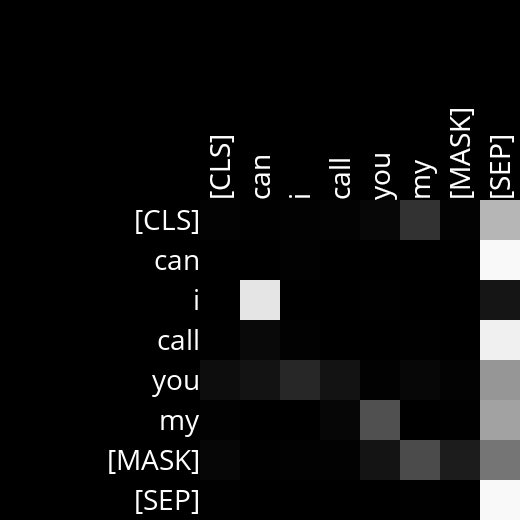 [CLS] can i call you my [MASK] [SEP]
[CLS]
can
i
call
you
my
[MASK]
[SEP]